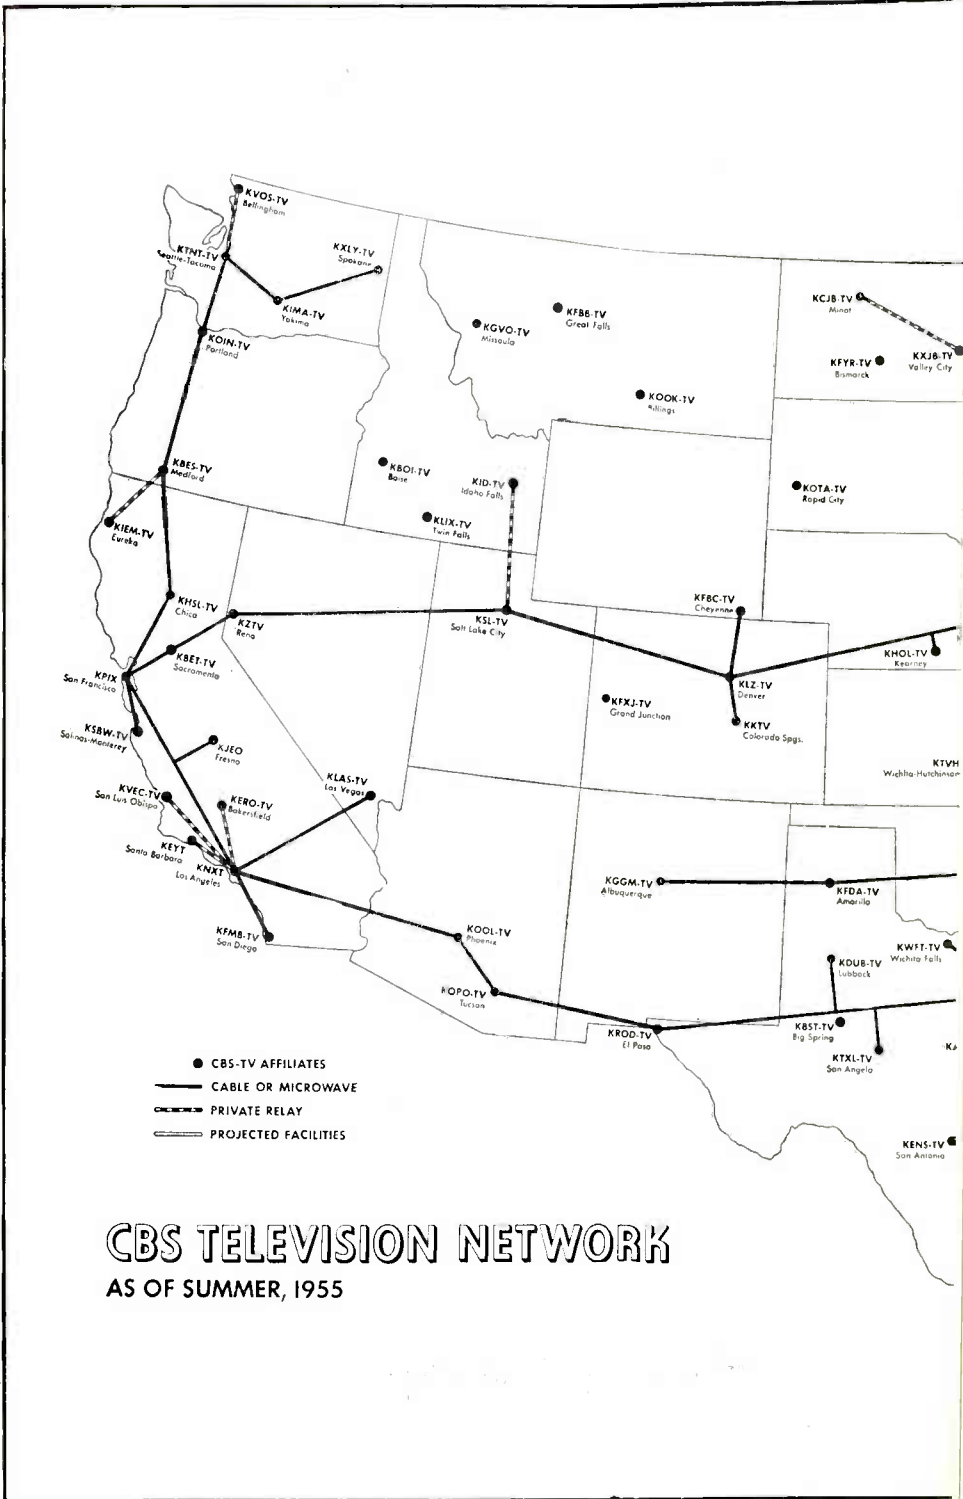 KVOS-TV
Bellingham
KTNT-TV
Seattle-Tacoma
KXLY-TV
Spokane
KIMA-TV
Yakima
KOIN-TV
Portland
KGVO-TV
Missoula
KFBB-TV
Great Falls
KCJB-TV
Minot
KFYR-TV
Bismarck
KXJB-TV
Valley City
KOOK-TV
Billings
KBES-TV
Medford
KBOI-TV
Boise
KID-TV
Idaho Falls
KOTA-TV
Rapid City
KIEM-TV
Eureka
KLIX-TV
Twin Falls
KHSL-TV
Chico
KZTV
Reno
KSL-TV
Salt Lake City
KFBC-TV
Cheyenne
KBET-TV
Sacramento
KHOL-TV
Kearney
KPIX
San Francisco
KLZ-TV
Denver
KFXJ-TV
Grand Junction
KKTV
Colorado Spgs.
KSBW-TV
Salinas-Monterey
KJEO
Fresno
KTVH
Wichita-Hutchinson
KLAS-TV
Las Vegas
KVEC-TV
San Luis Obispo
KERO-TV
Bakersfield
KEYT
Santa Barbara
KNXT
Los Angeles
KGGM-TV
Albuquerque
KFDA-TV
Amarillo
KFMB-TV
San Diego
KOOL-TV
Phoenix
KWFT-TV
Wichita Falls
KDUB-TV
Lubbock
KOPO-TV
Tucson
KROD-TV
El Paso
KBST-TV
Big Spring
KTXL-TV
San Angelo
KENS-TV
San Antonio
CBS-TV AFFILIATES
CABLE OR MICROWAVE
PRIVATE RELAY
PROJECTED FACILITIES
CBS TELEVISION NETWORK
AS OF SUMMER, 1955